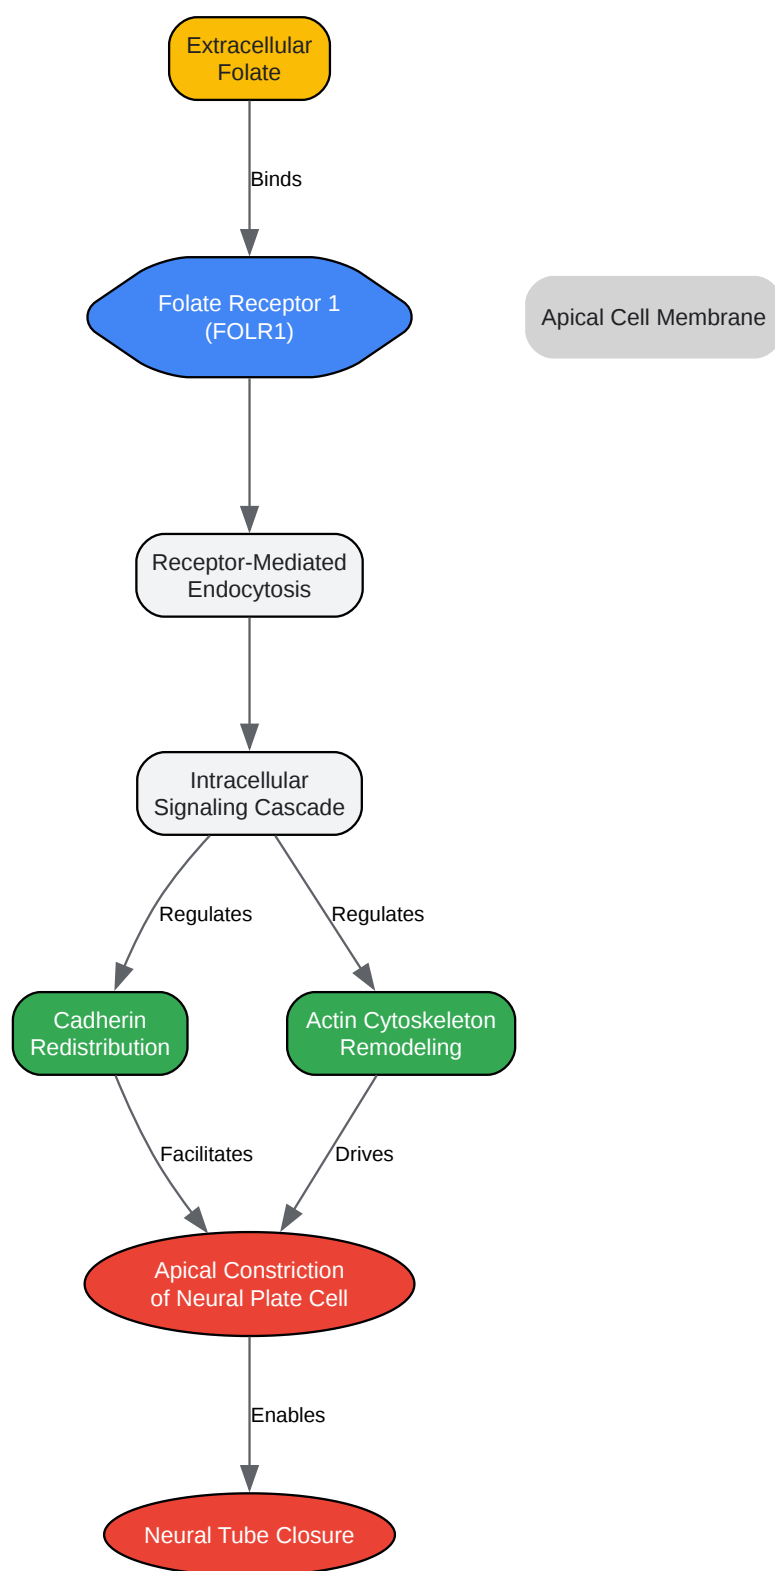 Extracellular
Folate
Binds
Folate Receptor 1
(FOLR1)
Apical Cell Membrane
Receptor-Mediated
Endocytosis
Intracellular
Signaling Cascade
Regulates
Regulates
Cadherin
Redistribution
Actin Cytoskeleton
Remodeling
Facilitates
Drives
Apical Constriction
of Neural Plate Cell
Enables
Neural Tube Closure